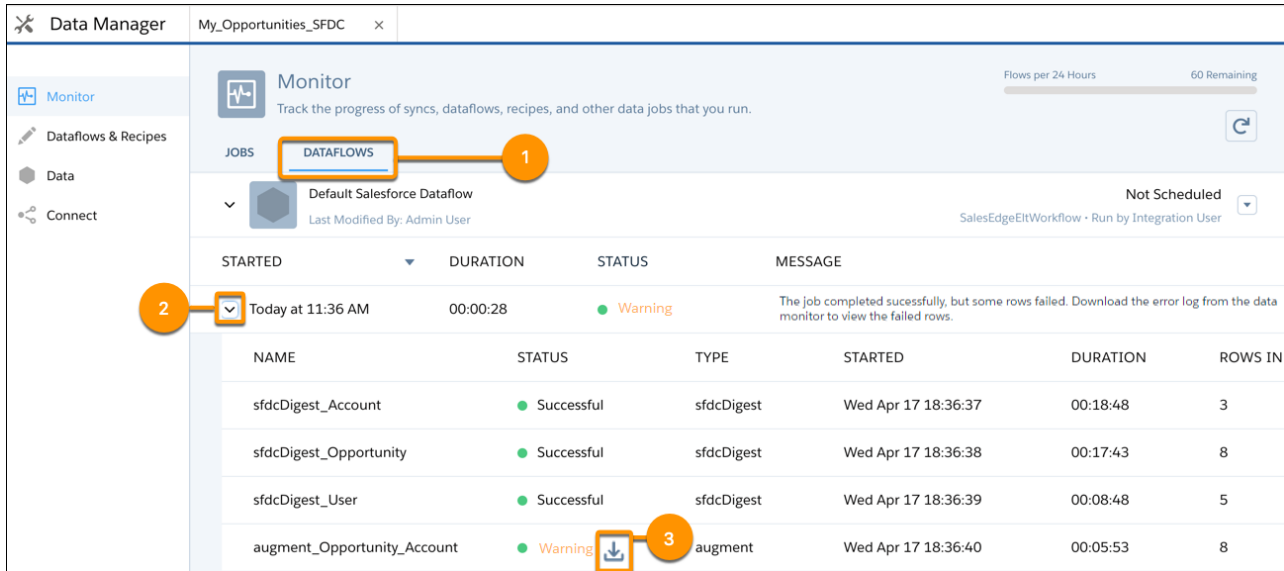 Data Manager
My_Opportunities_SFDC ×
Monitor
Dataflows & Recipes
Data
Connect
Monitor
Track the progress of syncs, dataflows, recipes, and other data jobs that you run.
Flows per 24 Hours 60 Remaining
JOBS DATAFLOWS 1
Default Salesforce Dataflow
Last Modified By: Admin User
Not Scheduled
SalesEdgeEltWorkflow • Run by Integration User
STARTED DURATION STATUS MESSAGE
2 Today at 11:36 AM 00:00:28 Warning The job completed sucessfully, but some rows failed. Download the error log from the data
monitor to view the failed rows.
NAME STATUS TYPE STARTED DURATION ROWS IN
sfdcDigest_Account Successful sfdcDigest Wed Apr 17 18:36:37 00:18:48 3
sfdcDigest_Opportunity Successful sfdcDigest Wed Apr 17 18:36:38 00:17:43 8
sfdcDigest_User Successful sfdcDigest Wed Apr 17 18:36:39 00:08:48 5
augment_Opportunity_Account Warning 3 augment Wed Apr 17 18:36:40 00:05:53 8